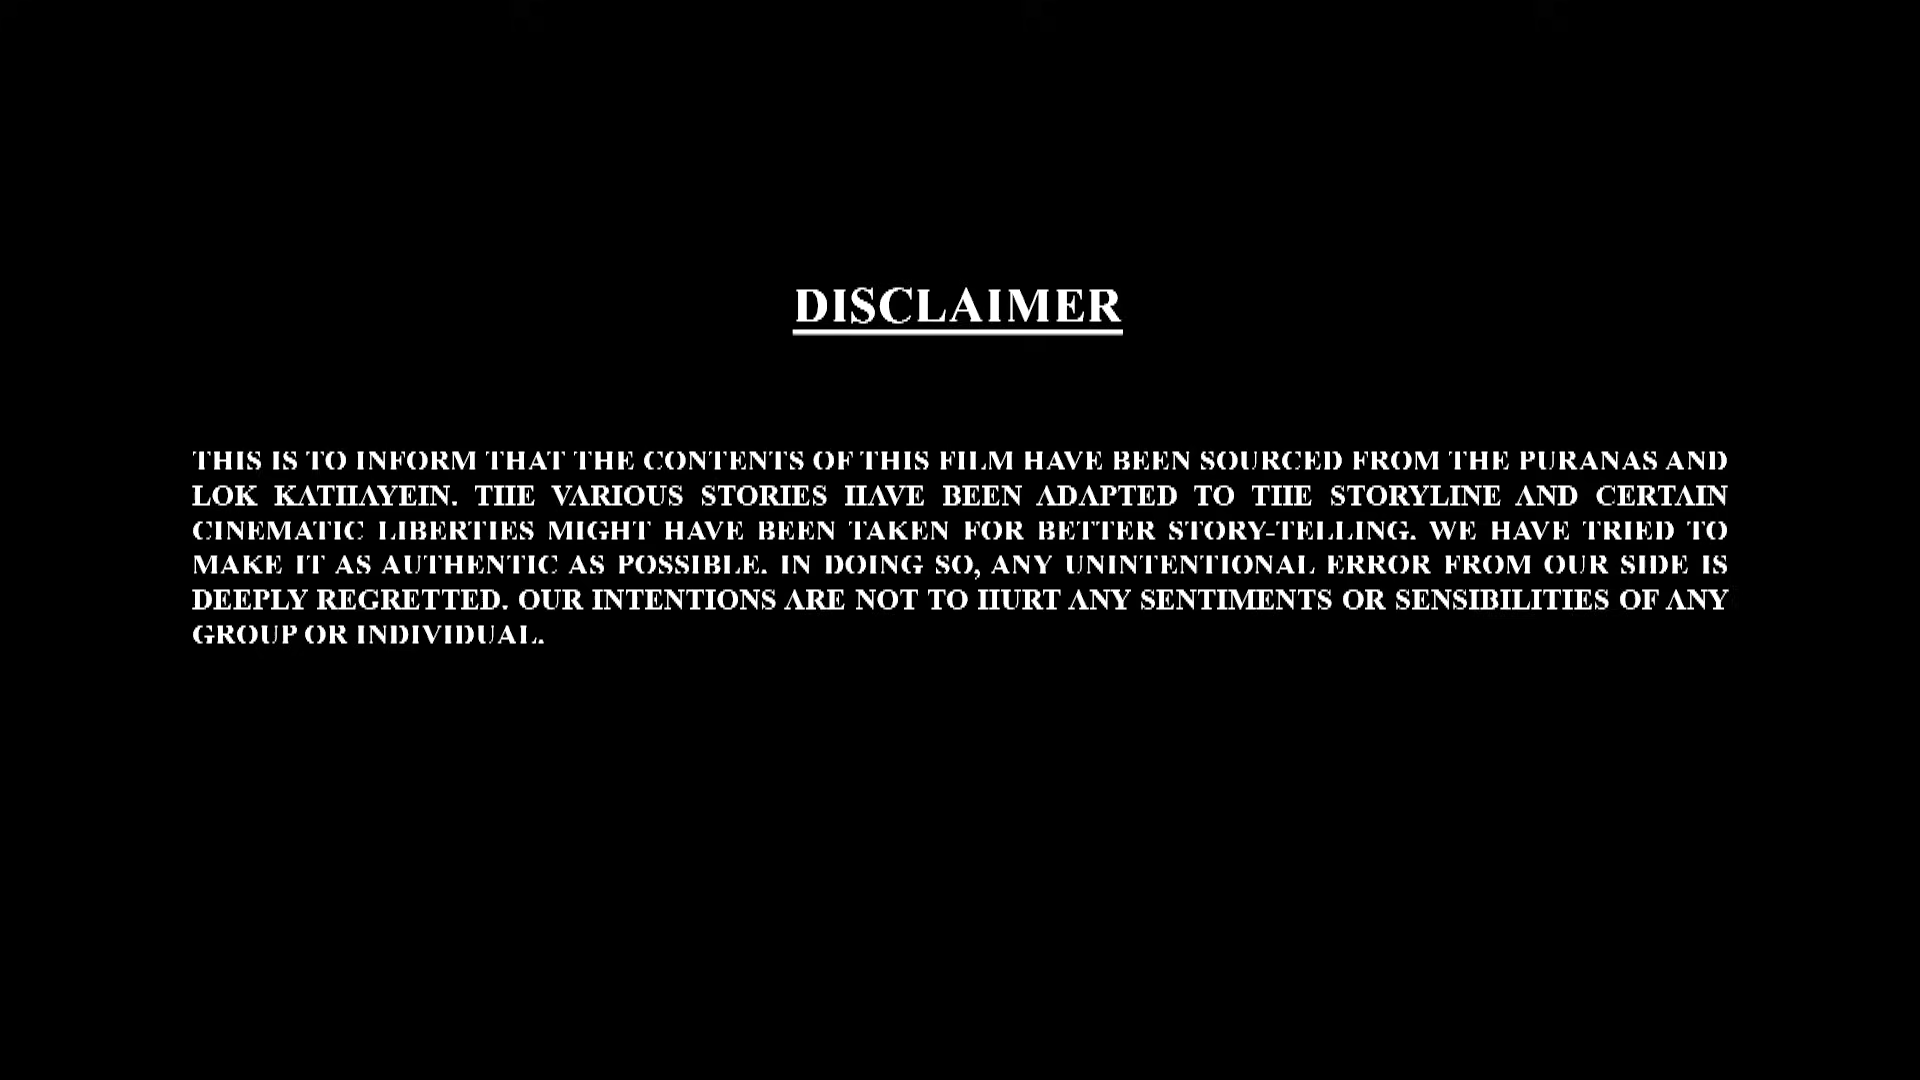 DISCLAIMER
THIS IS TO INFORM THAT THE CONTENTS OF THIS FILM HAVE BEEN SOURCED FROM THE PURANAS AND
LOK KATHAYEIN. THE VARIOUS STORIES HAVE BEEN ADAPTED TO THE STORYLINE AND CERTAIN
CINEMATIC LIBERTIES MIGHT HAVE BEEN TAKEN FOR BETTER STORY-TELLING. WE HAVE TRIED TO
MAKE IT AS AUTHENTIC AS POSSIBLE. IN DOING SO, ANY UNINTENTIONAL ERROR FROM OUR SIDE IS
DEEPLY REGRETTED. OUR INTENTIONS ARE NOT TO HURT ANY SENTIMENTS OR SENSIBILITIES OF ANY
GROUP OR INDIVIDUAL.